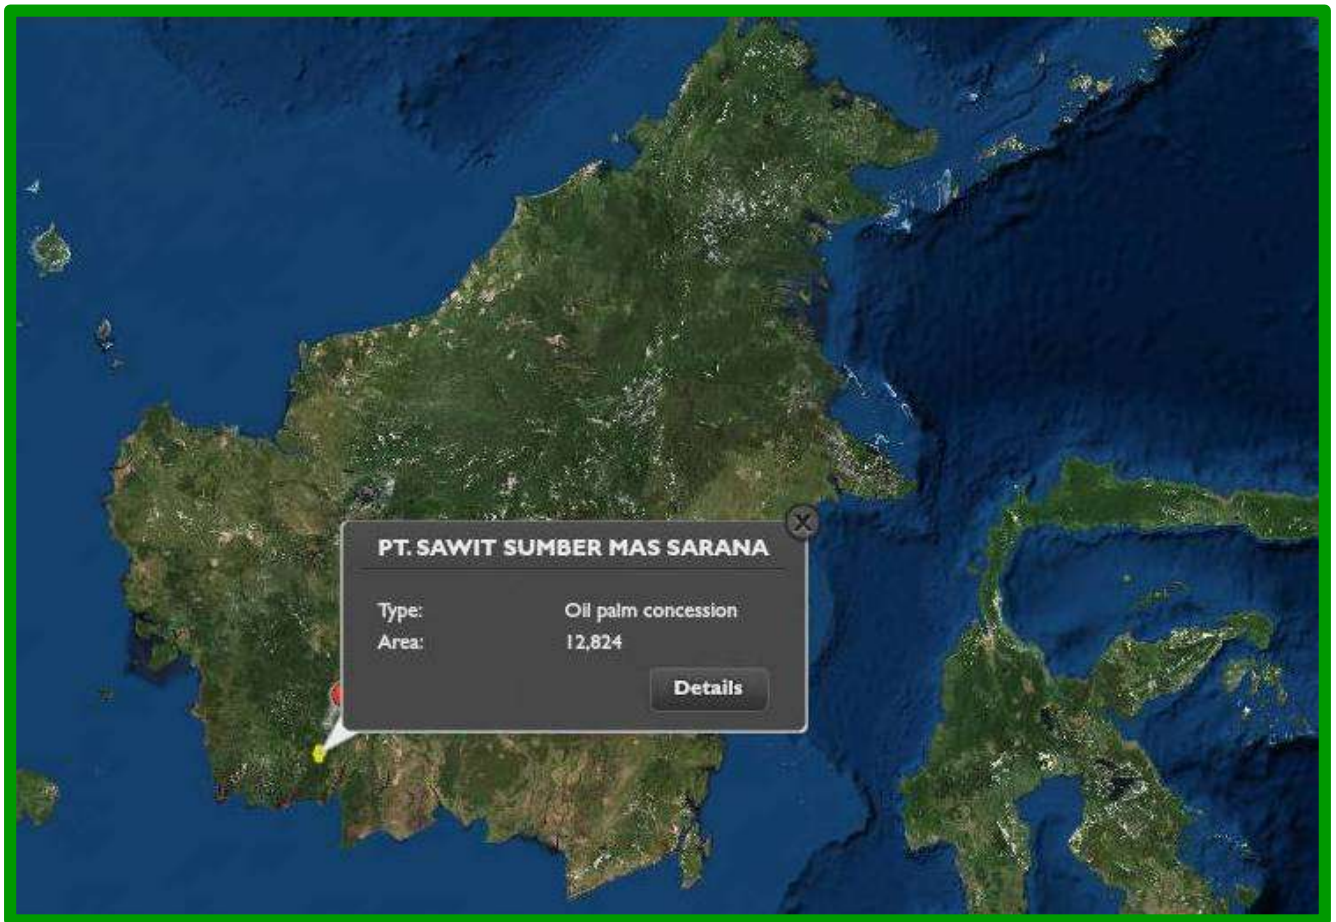 PT. SAWIT SUMBER MAS SARANA
Type: Oil palm concession
Area: 12,824
Details